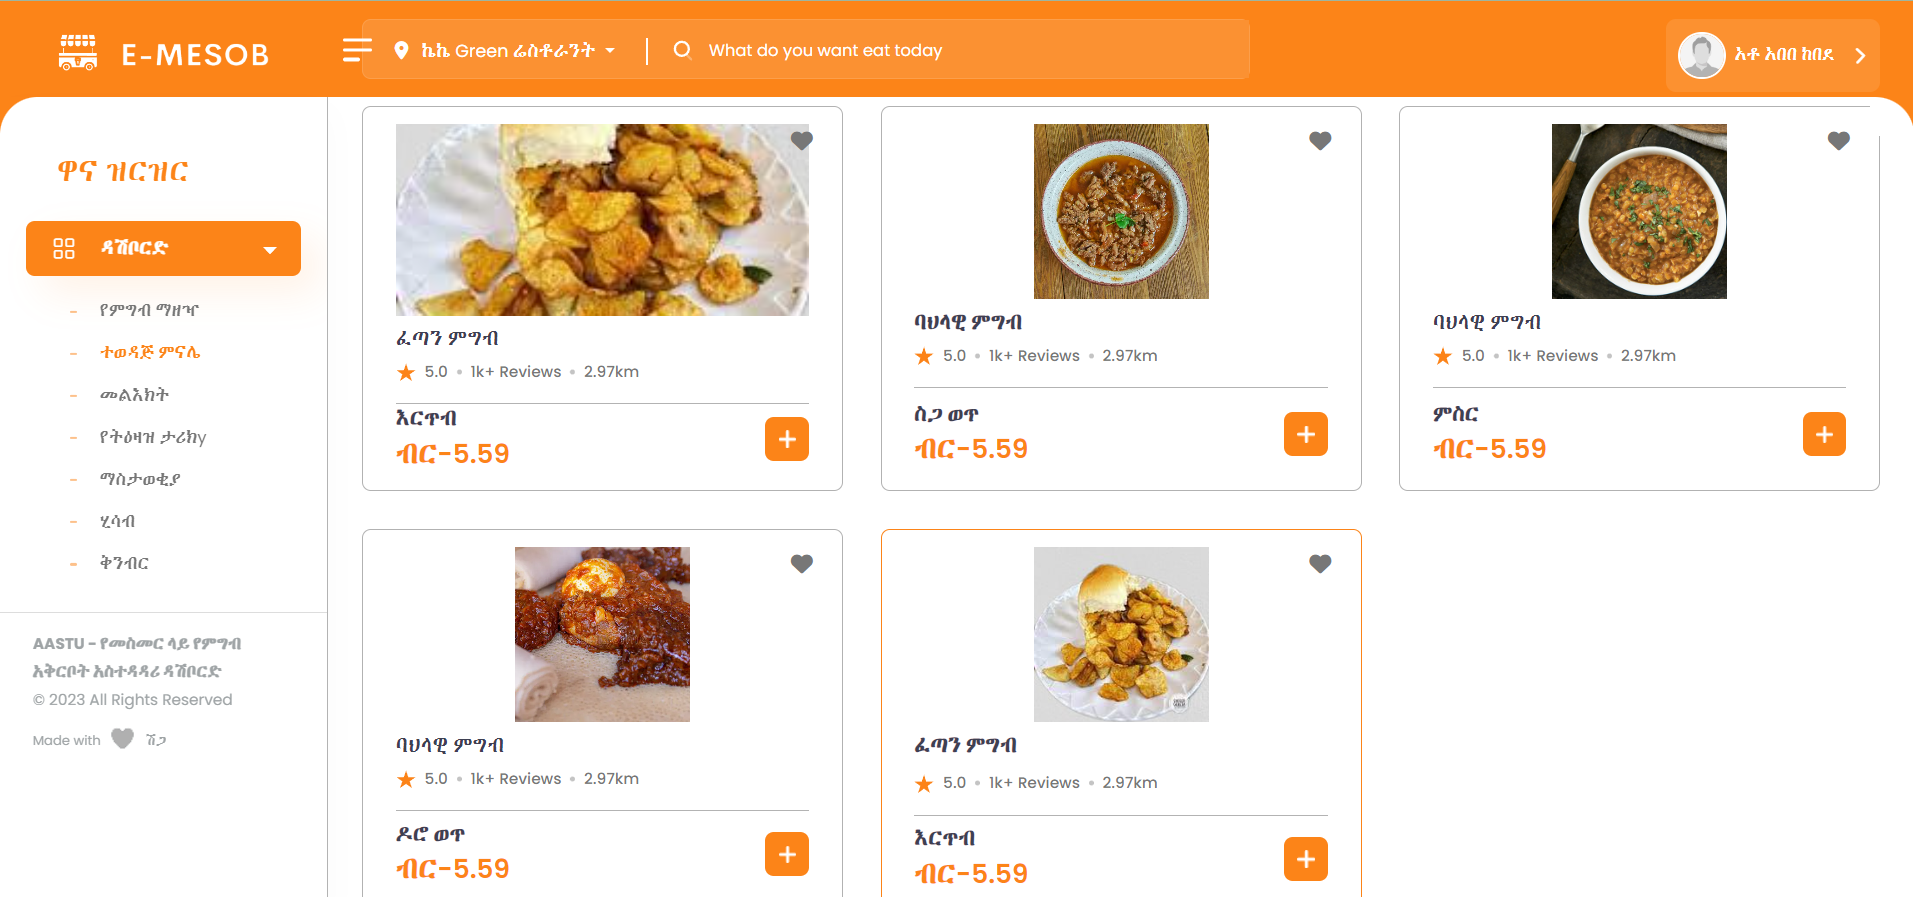 E-MESOB
ኬኬ Green ሬስቶራንት
What do you want eat today
አቶ አበበ ከበደ
ዋና ዝርዝር
ዳሽቦርድ
የምግብ ማዘዣ
ተወዳጅ ምናሌ
መልእክት
የትዕዛዝ ታሪክy
ማስታወቂያ
ሂሳብ
ቅንብር
AASTU - የመስመር ላይ የምግብ
አቅርቦት አስተዳዳሪ ዳሽቦርድ
© 2023 All Rights Reserved
Made with ሽጋ
ፈጣን ምግብ
5.0 • 1k+ Reviews • 2.97km
እርጥብ
ብር-5.59
ባህላዊ ምግብ
5.0 • 1k+ Reviews • 2.97km
ስጋ ወጥ
ብር-5.59
ባህላዊ ምግብ
5.0 • 1k+ Reviews • 2.97km
ምስር
ብር-5.59
ባህላዊ ምግብ
5.0 • 1k+ Reviews • 2.97km
ዶሮ ወጥ
ብር-5.59
ፈጣን ምግብ
5.0 • 1k+ Reviews • 2.97km
እርጥብ
ብር-5.59